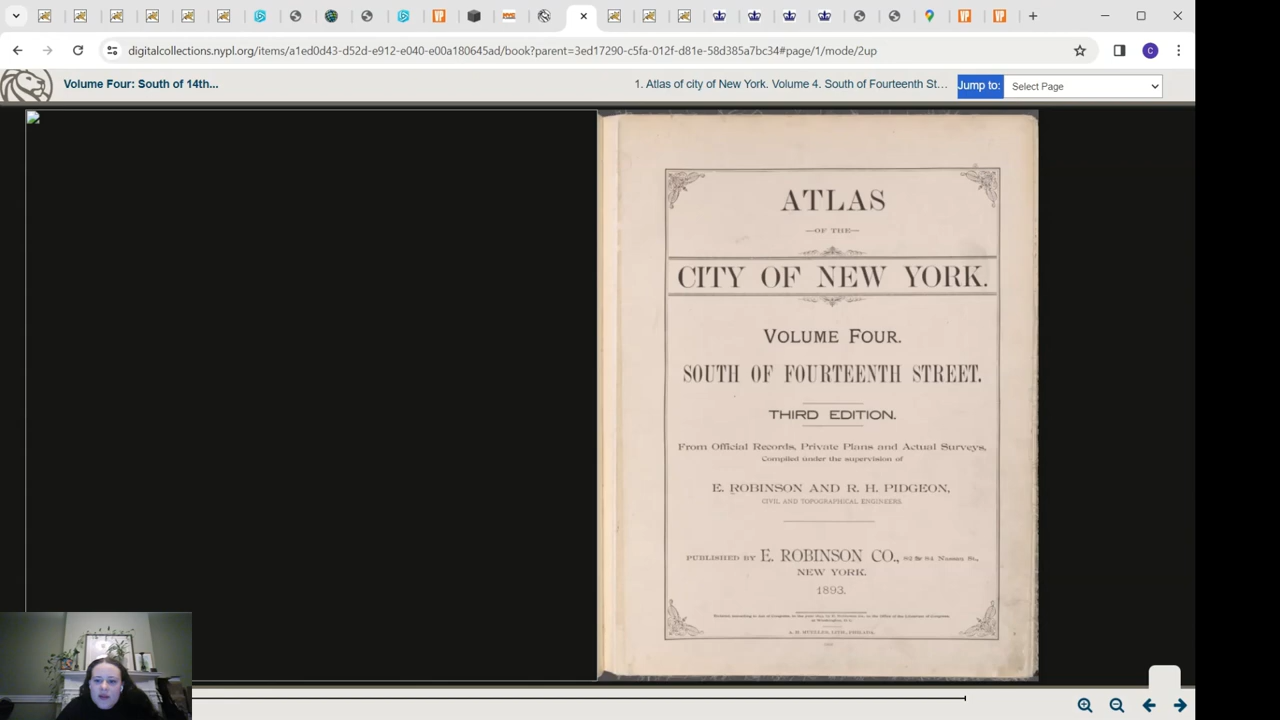 digitalcollections.nypl.org/items/a1ed0d43-d52d-e912-e040-e00a180645ad/book?parent=3ed17290-c5fa-012f-d81e-58d385a7bc34#page/1/mode/2up
C
Volume Four: South of 14th...
1. Atlas of city of New York. Volume 4. South of Fourteenth St...
Jump to:
Select Page
ATLAS
—OF THE—
CITY OF NEW YORK.
VOLUME FOUR.
SOUTH OF FOURTEENTH STREET.
THIRD EDITION.
From Official Records, Private Plans and Actual Surveys,
Compiled under the supervision of
E. ROBINSON AND R. H. PIDGEON,
CIVIL AND TOPOGRAPHICAL ENGINEERS.
PUBLISHED BY E. ROBINSON CO., 82 & 84 Nassau St.,
NEW YORK.
1893.